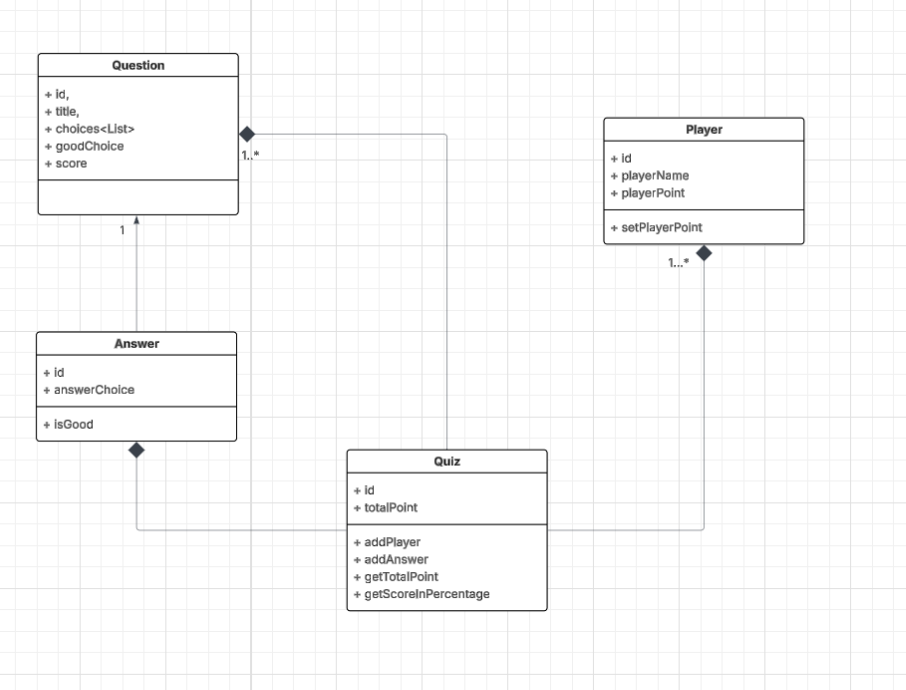 Question
+ id,
+ title,
+ choices<List>
+ goodChoice
+ score
1..*
1
Player
+ id
+ playerName
+ playerPoint
+ setPlayerPoint
1...*
Answer
+ id
+ answerChoice
+ isGood
Quiz
+ id
+ totalPoint
+ addPlayer
+ addAnswer
+ getTotalPoint
+ getScoreInPercentage